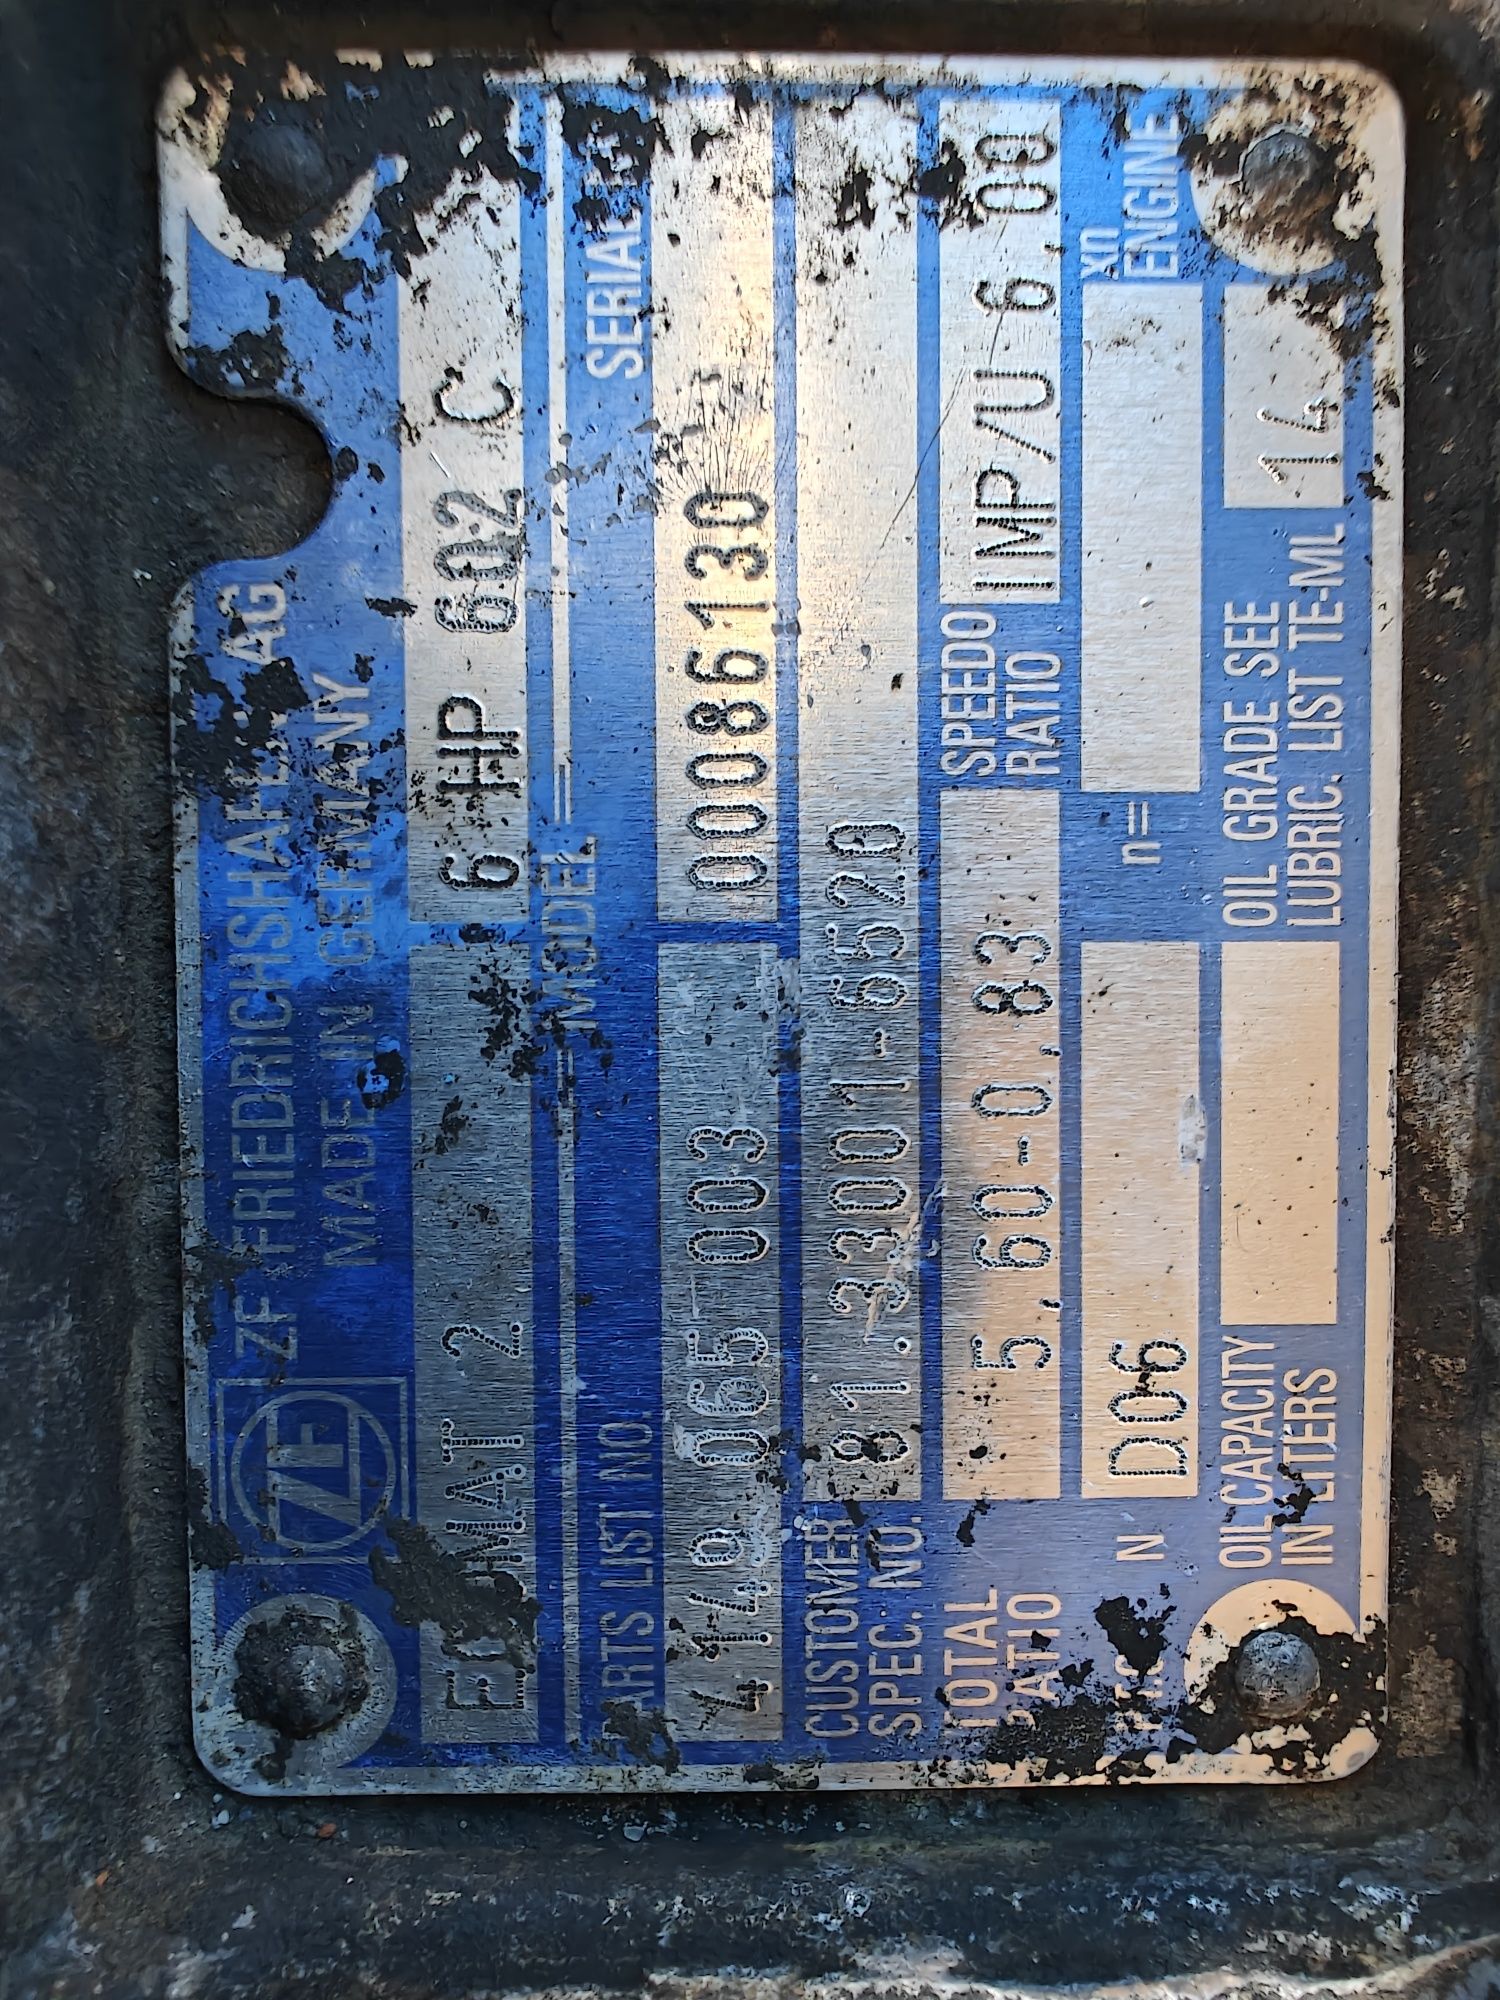 ZF FRIEDRICHSHAFEN AG
MADE IN GERMANY
ECOMAT 2 6 HP 602 C
MODEL
PARTS LIST NO. SERIAL
4149.065-003 00086130
CUSTOMER
SPEC. NO. 81.33001-6520
TOTAL
RATIO 5,60-0,83 SPEEDO
RATIO IMP/U 6,00
N D06 n= xn
ENGINE
OIL CAPACITY
IN LITERS OIL GRADE SEE
LUBRIC. LIST TE-ML 14